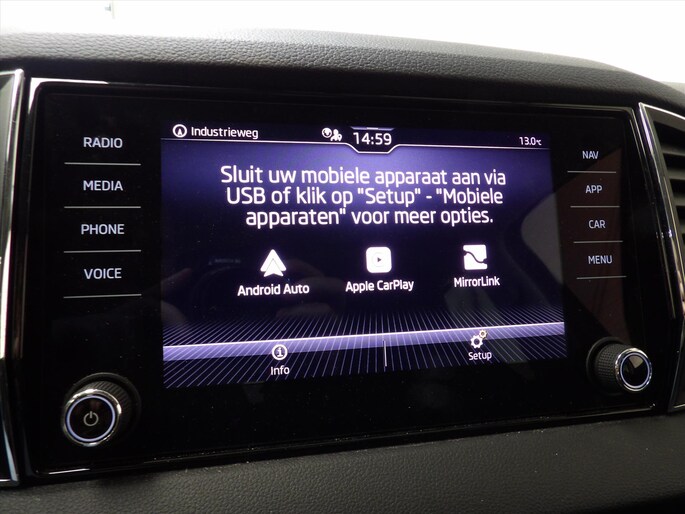 RADIO
MEDIA
PHONE
VOICE
Industrieweg
14:59
13.0°C
Sluit uw mobiele apparaat aan via
USB of klik op "Setup" - "Mobiele
apparaten" voor meer opties.
Android Auto
Apple CarPlay
MirrorLink
Info
Setup
NAV
APP
CAR
MENU